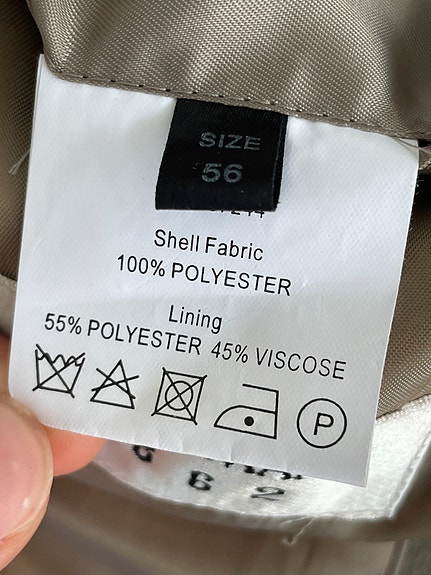 SIZE
56
Shell Fabric
100% POLYESTER
Lining
55% POLYESTER 45% VISCOSE
P